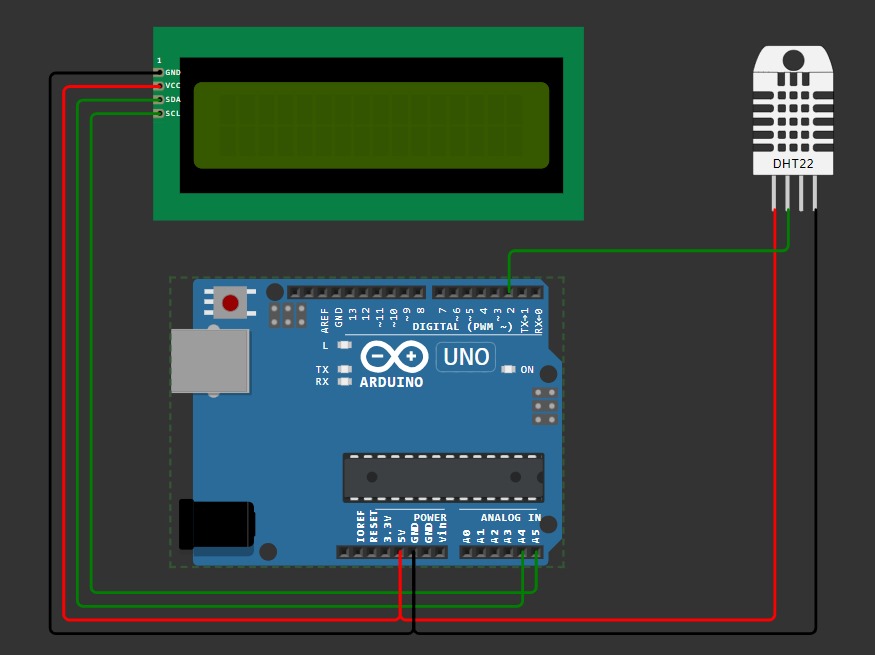 1
GND
VCC
SDA
SCL
DHT22
AREF
GND
13
12
~11
~10
~9
8
7
~6
~5
4
~3
2
TX→1
RX←0
DIGITAL (PWM ~)
L
UNO
TX
ON
RX
ARDUINO
POWER
ANALOG IN
IOREF
RESET
3.3V
5V
GND
GND
Vin
A0
A1
A2
A3
A4
A5